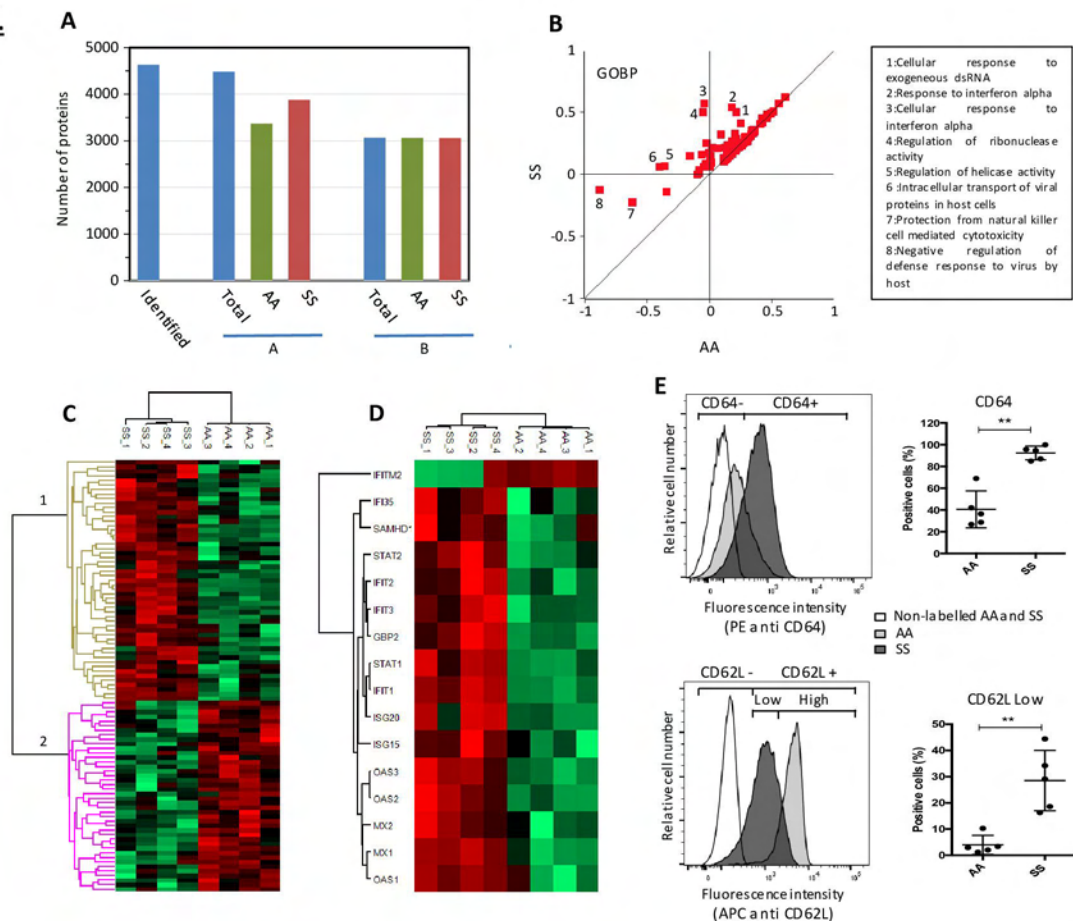 A
Number of proteins
5000
4000
3000
2000
1000
0
Identified
Total
AA
SS
A
Total
AA
SS
B
B
GOBP
1
0.5
0
-0.5
-1
-1
-0.5
0
0.5
1
SS
AA
1
2
3
4
5
6
7
8
1:Cellular response to
exogeneous dsRNA
2:Response to interferon alpha
3:Cellular response to
interferon alpha
4:Regulation of ribonuclease
activity
5:Regulation of helicase activity
6 :Intracellular transport of viral
proteins in host cells
7:Protection from natural killer
cell mediated cytotoxicity
8:Negative regulation of
defense response to virus by
host
C
SS_1
SS_2
SS_4
SS_3
AA_3
AA_4
AA_2
AA_1
1
2
D
SS_1
SS_3
SS_2
SS_4
AA_2
AA_4
AA_3
AA_1
IFITM2
IFI35
SAMHD1
STAT2
IFIT2
IFIT3
GBP2
STAT1
IFIT1
ISG20
ISG15
OAS3
OAS2
MX2
MX1
OAS1
E
CD64-
CD64+
Relative cell number
0
10³
10⁴
10⁵
Fluorescence intensity
(PE anti CD64)
CD64
**
Positive cells (%)
120
100
80
60
40
20
0
AA
SS
Non-labelled AA and SS
AA
SS
CD62L -
CD62L +
Low
High
Relative cell number
0
10³
10⁴
10⁵
Fluorescence intensity
(APC anti CD62L)
CD62L Low
**
Positive cells (%)
50
40
30
20
10
0
AA
SS